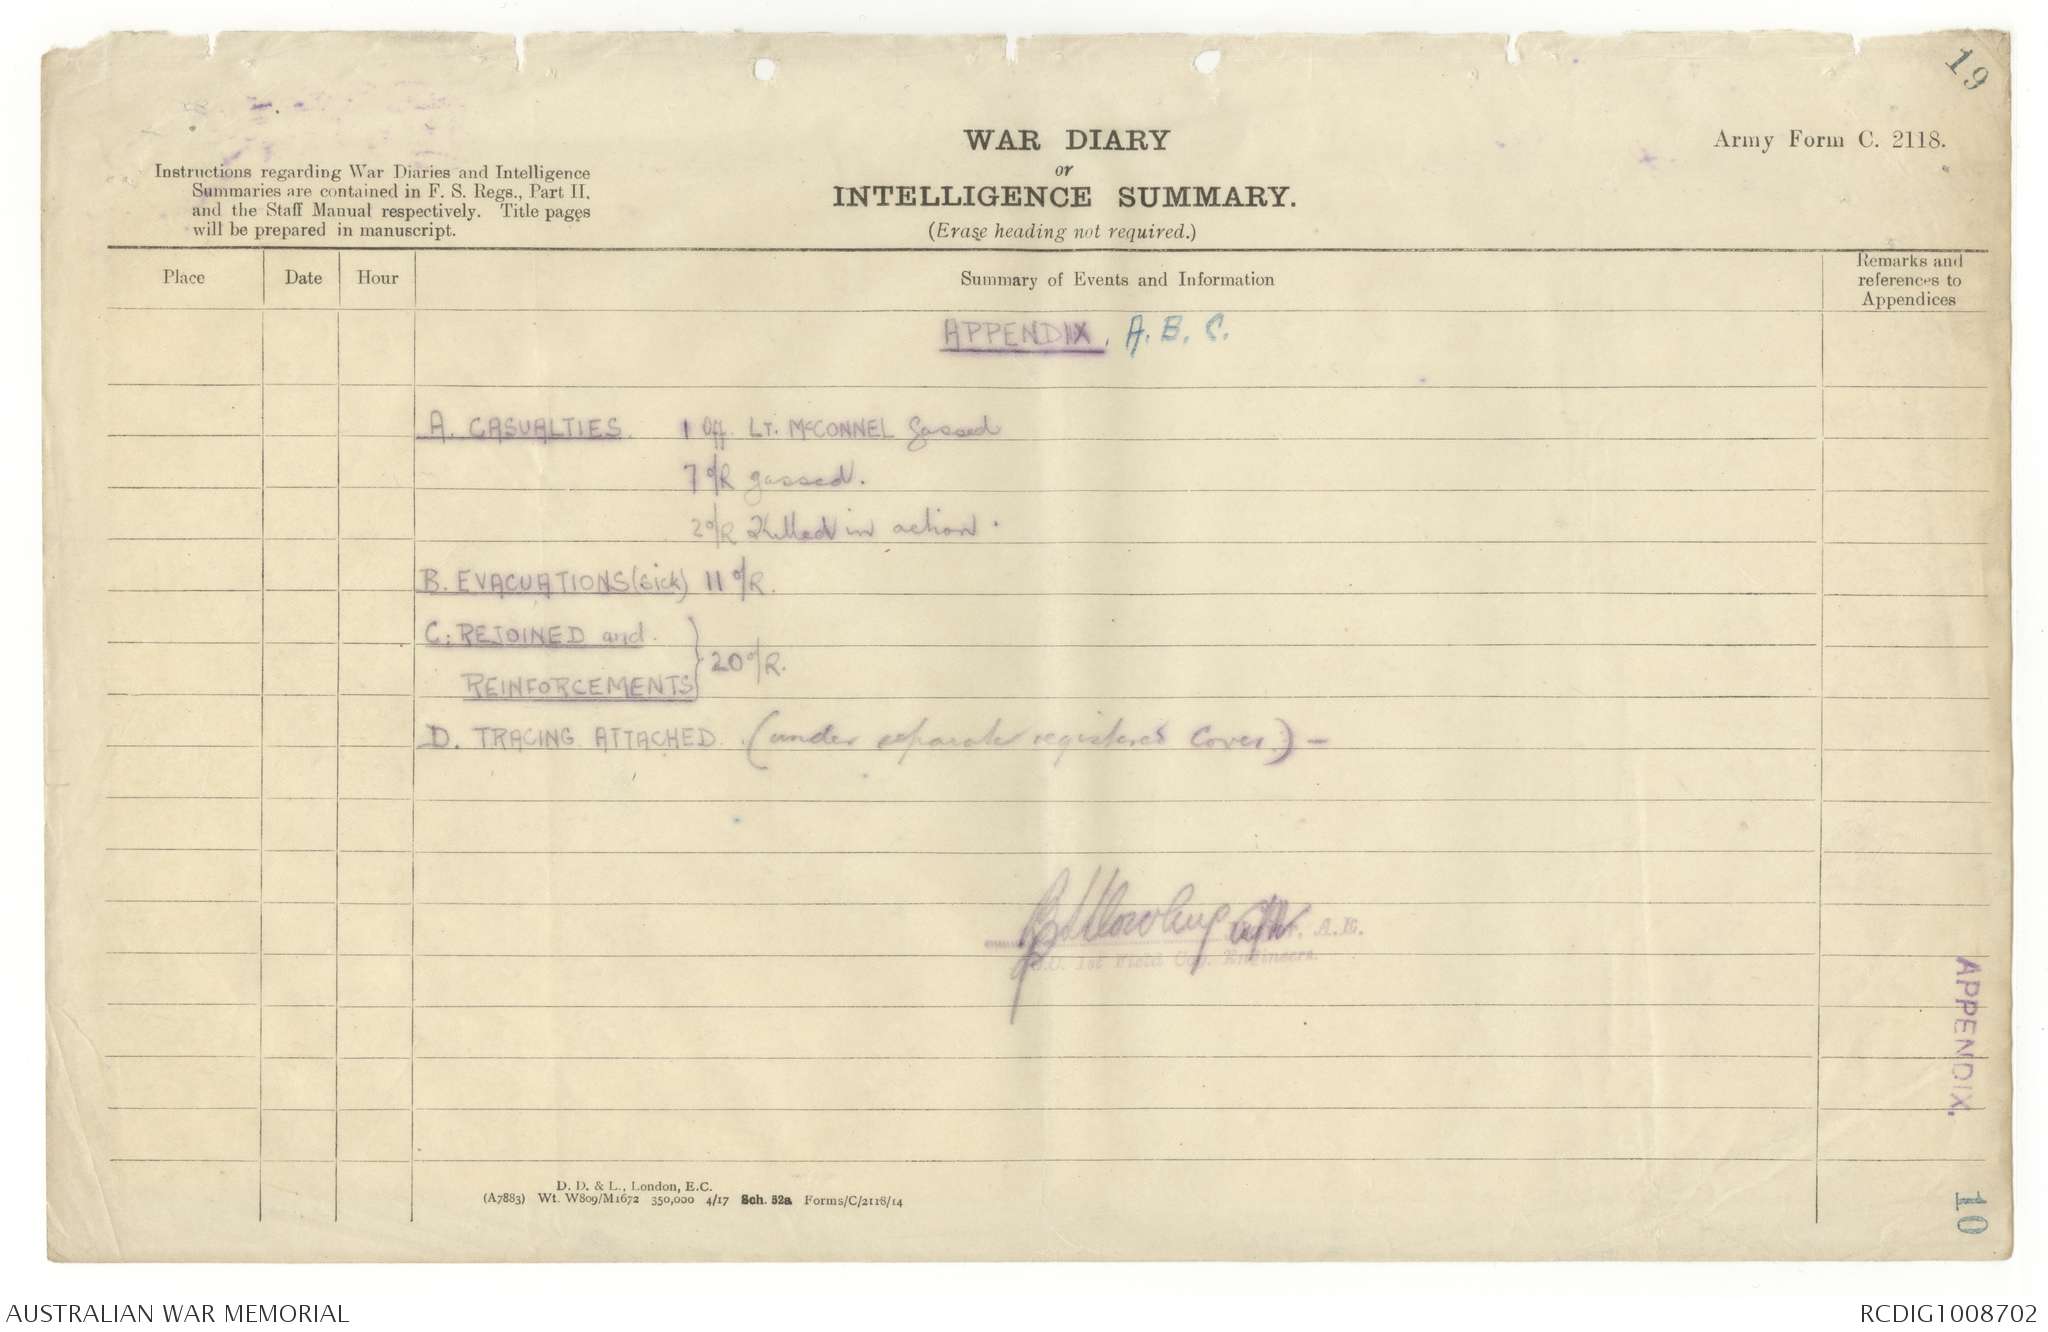 19
WAR DIARY
or
INTELLIGENCE SUMMARY.
(Erase heading not required.)
Army Form C. 2118.
Instructions regarding War Diaries and Intelligence
Summaries are contained in F. S. Regs., Part II,
and the Staff Manual respectively. Title pages
will be prepared in manuscript.
Place Date Hour Summary of Events and Information Remarks and
references to
Appendices
APPENDIX, A. B. C.
A. CASUALTIES 1 Off. LT. McCONNEL gassed
7 o/R gassed.
2 o/R Killed in action.
B. EVACUATIONS (sick) 11 o/R.
C. REJOINED and
REINFORCEMENTS } 20 o/R.
D. TRACING ATTACHED (under separate registered cover.) -
A.E.
O.C. 1st Field Coy. Engineers.
APPENDIX.
10
D. D. & L., London, E.C.
(A7883) Wt. W809/M1672 350,000 4/17 Sch. 52a Forms/C/2118/14
AUSTRALIAN WAR MEMORIAL
RCDIG1008702